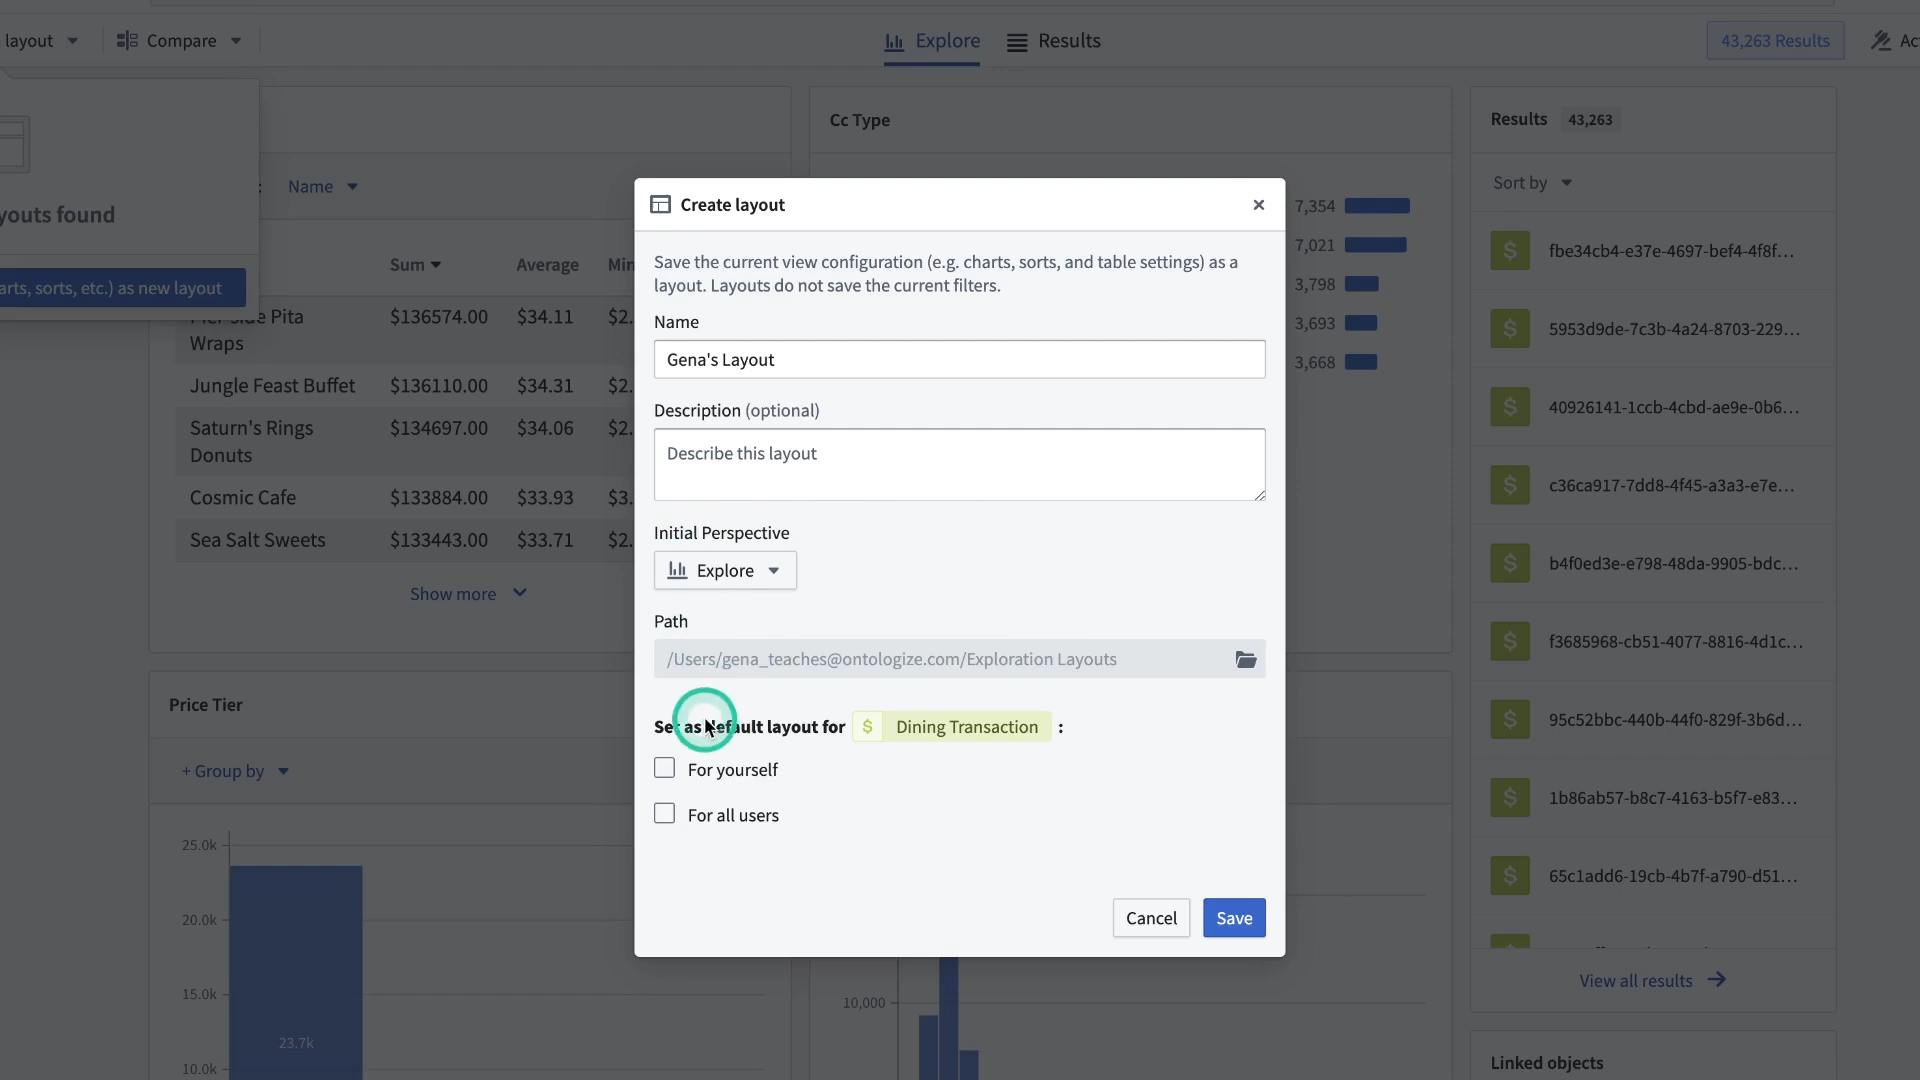 layout
Compare
Explore
Results
43,263 Results
youts found
arts, sorts, etc.) as new layout
: Name
Sum Average Min
Pier-side Pita Wraps $136574.00 $34.11 $2.
Jungle Feast Buffet $136110.00 $34.31 $2.
Saturn's Rings Donuts $134697.00 $34.06 $2.
Cosmic Cafe $133884.00 $33.93 $3.
Sea Salt Sweets $133443.00 $33.71 $2.
Show more
Cc Type
7,354
7,021
3,798
3,693
3,668
Create layout
Save the current view configuration (e.g. charts, sorts, and table settings) as a
layout. Layouts do not save the current filters.
Name
Gena's Layout
Description (optional)
Describe this layout
Initial Perspective
Explore
Path
/Users/gena_teaches@ontologize.com/Exploration Layouts
Set as default layout for $ Dining Transaction :
For yourself
For all users
Cancel Save
Results 43,263
Sort by
$ fbe34cb4-e37e-4697-bef4-4f8f...
$ 5953d9de-7c3b-4a24-8703-229...
$ 40926141-1ccb-4cbd-ae9e-0b6...
$ c36ca917-7dd8-4f45-a3a3-e7e...
$ b4f0ed3e-e798-48da-9905-bdc...
$ f3685968-cb51-4077-8816-4d1c...
$ 95c52bbc-440b-44f0-829f-3b6d...
$ 1b86ab57-b8c7-4163-b5f7-e83...
$ 65c1add6-19cb-4b7f-a790-d51...
View all results
Linked objects
Price Tier
+ Group by
25.0k
20.0k
15.0k
10.0k
23.7k
10,000